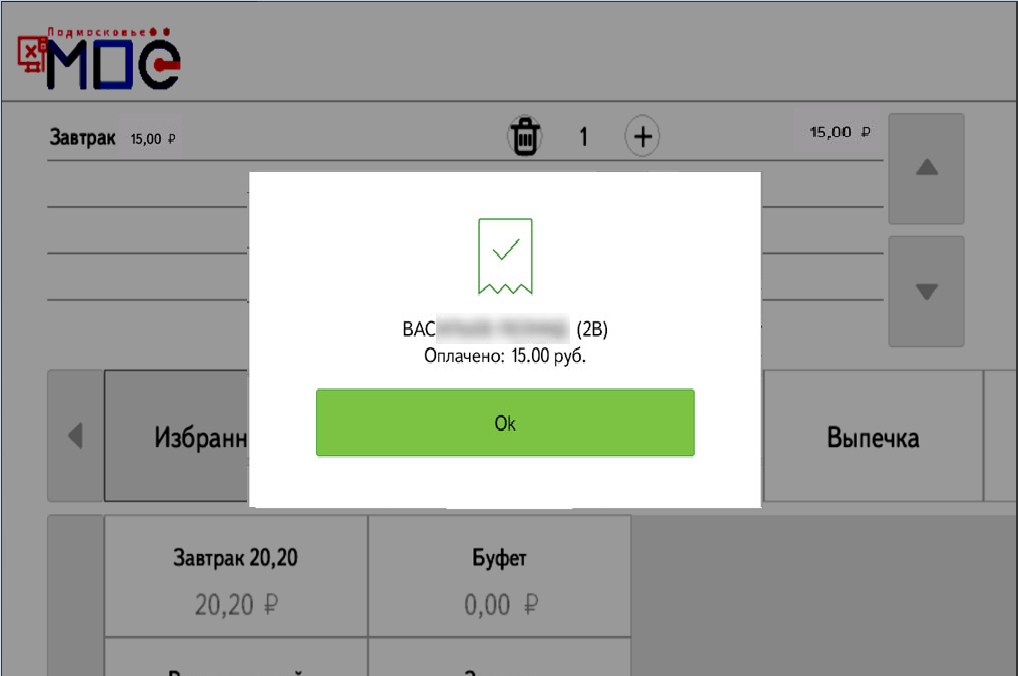 Подмосковье
МОС
Завтрак 15,00 ₽ 1 + 15,00 ₽
ВАС (2В)
Оплачено: 15.00 руб.
Ok
Избранн
Выпечка
Завтрак 20,20
20,20 ₽
Буфет
0,00 ₽